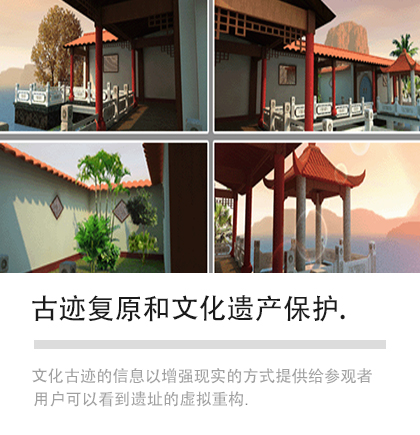 古迹复原和文化遗产保护.
文化古迹的信息以增强现实的方式提供给参观者
用户可以看到遗址的虚拟重构.